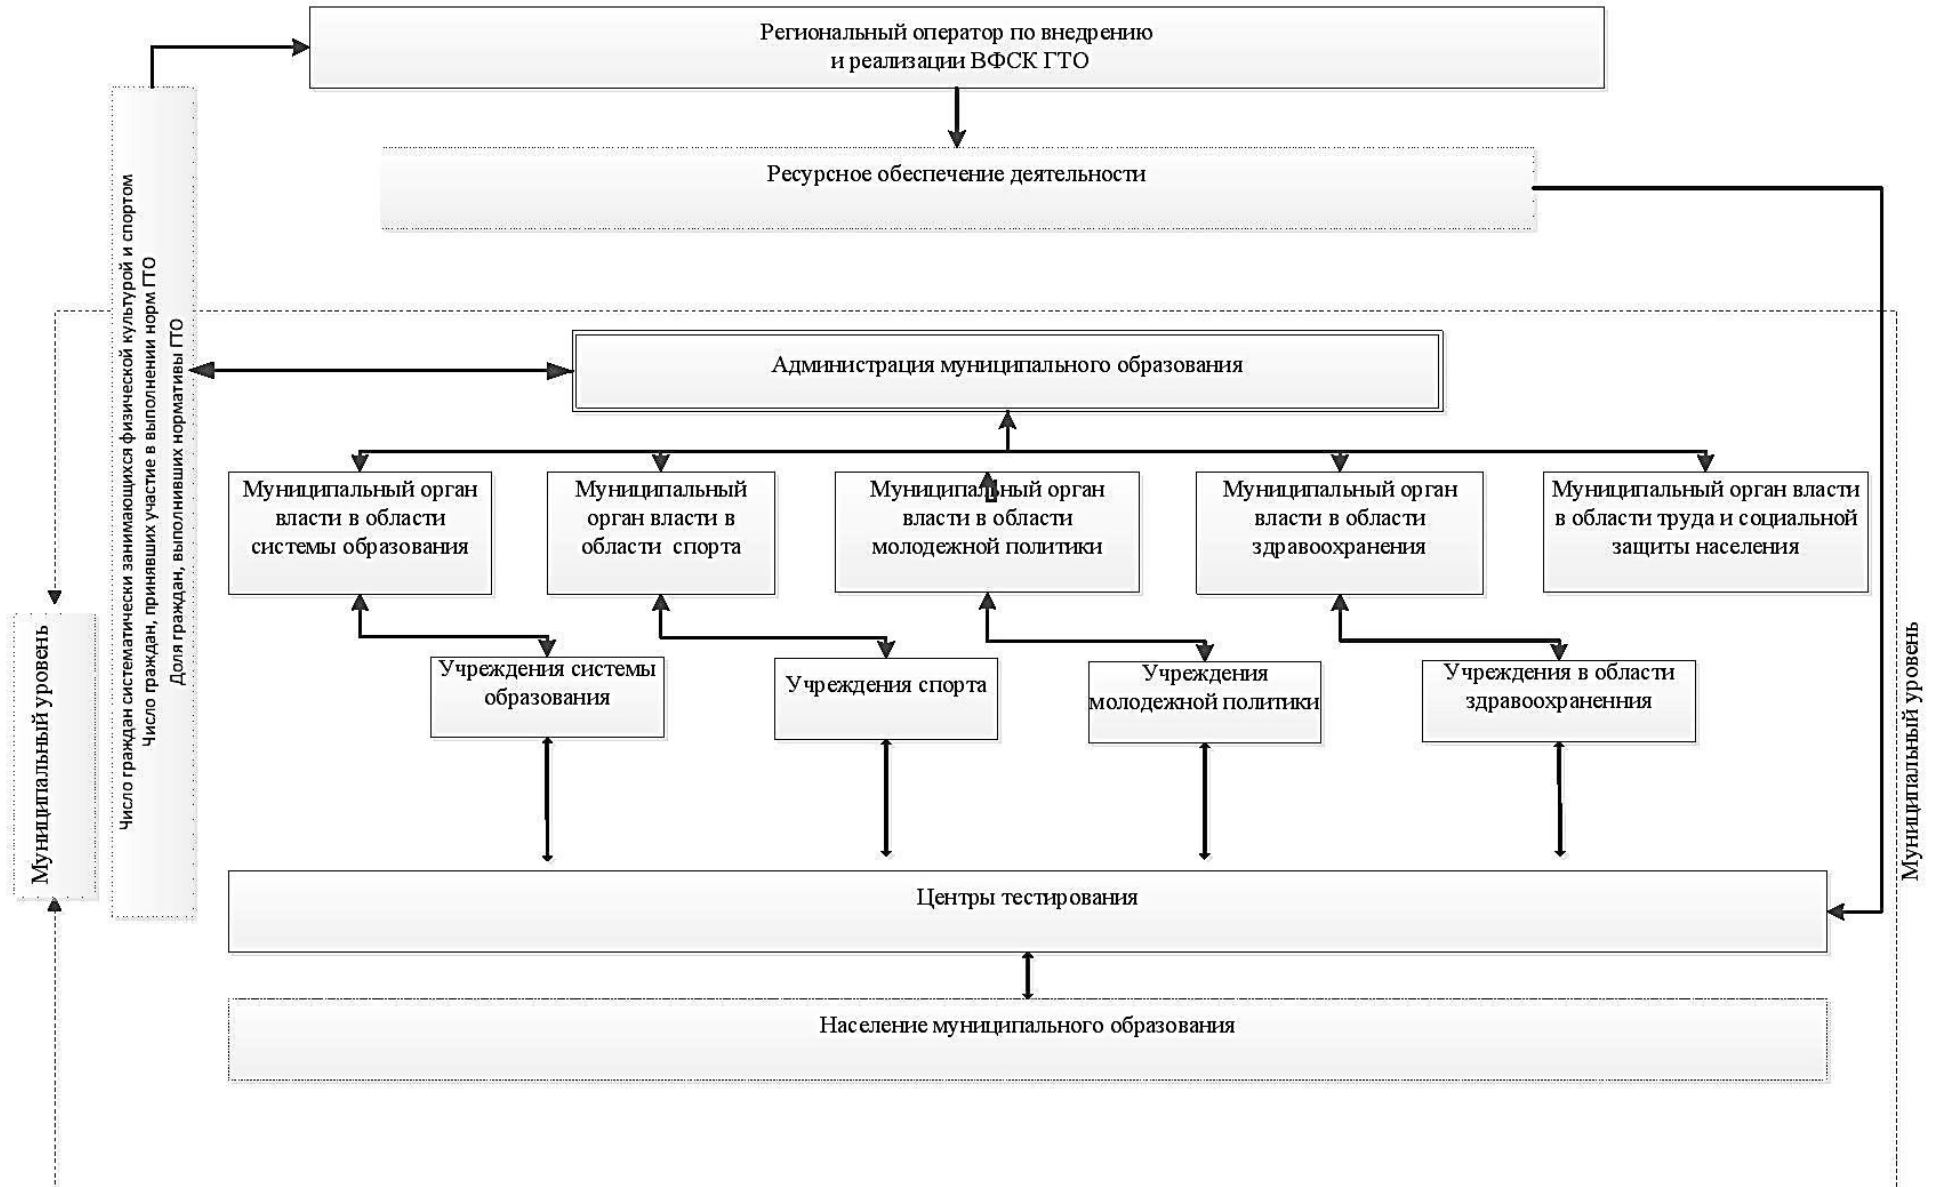 Региональный оператор по внедрению
и реализации ВФСК ГТО
Ресурсное обеспечение деятельности
Число граждан систематически занимающихся физической культурой и спортом
Число граждан, принявших участие в выполнении норм ГТО
Доля граждан, выполнивших нормативы ГТО
Администрация муниципального образования
Муниципальный орган
власти в области
системы образования
Муниципальный
орган власти в
области спорта
Муниципальный орган
власти в области
молодежной политики
Муниципальный орган
власти в области
здравоохранения
Муниципальный орган власти
в области труда и социальной
защиты населения
Муниципальный уровень
Учреждения системы
образования
Учреждения спорта
Учреждения
молодежной политики
Учреждения в области
здравоохраненния
Муниципальный уровень
Центры тестирования
Население муниципального образования